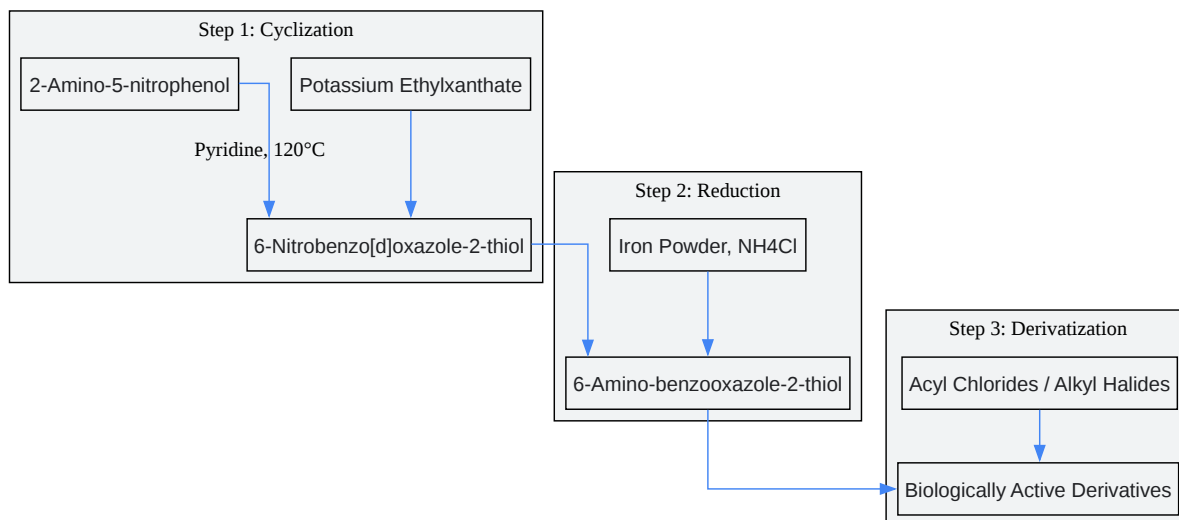 Step 1: Cyclization
2-Amino-5-nitrophenol
Potassium Ethylxanthate
Pyridine, 120°C
6-Nitrobenzo[d]oxazole-2-thiol
Step 2: Reduction
Iron Powder, NH4Cl
6-Amino-benzooxazole-2-thiol
Step 3: Derivatization
Acyl Chlorides / Alkyl Halides
Biologically Active Derivatives